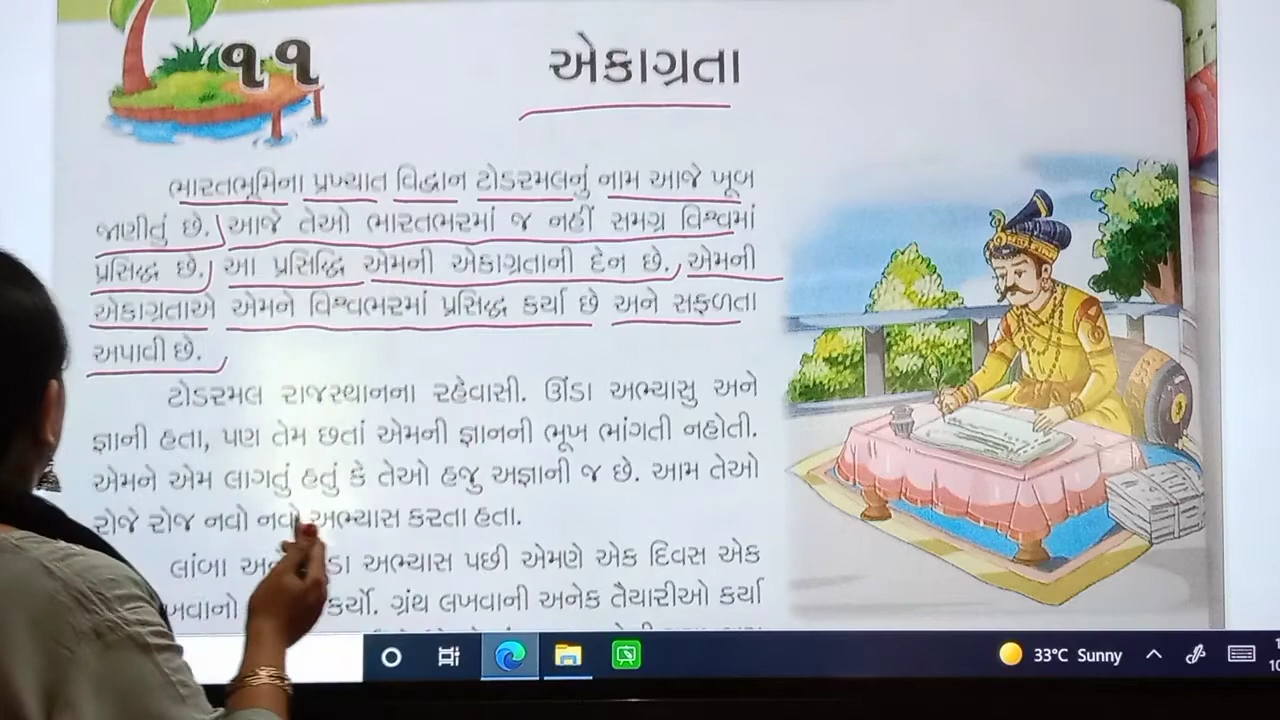 ૧૧
એકાગ્રતા
ભારતભૂમિના પ્રખ્યાત વિદ્વાન ટોડરમલનું નામ આજે ખૂબ
જાણીતું છે. આજે તેઓ ભારતભરમાં જ નહીં સમગ્ર વિશ્વમાં
પ્રસિદ્ધ છે. આ પ્રસિદ્ધિ એમની એકાગ્રતાની દેન છે. એમની
એકાગ્રતાએ એમને વિશ્વભરમાં પ્રસિદ્ધ કર્યા છે અને સફળતા
અપાવી છે.
ટોડરમલ રાજસ્થાનના રહેવાસી. ઊંડા અભ્યાસુ અને
જ્ઞાની હતા, પણ તેમ છતાં એમની જ્ઞાનની ભૂખ ભાંગતી નહોતી.
એમને એમ લાગતું હતું કે તેઓ હજુ અજ્ઞાની જ છે. આમ તેઓ
રોજે રોજ નવો નવો અભ્યાસ કરતા હતા.
લાંબા અભ્યાસ પછી એમણે એક દિવસ એક
કર્યો. ગ્રંથ લખવાની અનેક તૈયારીઓ કર્યા
33°C Sunny